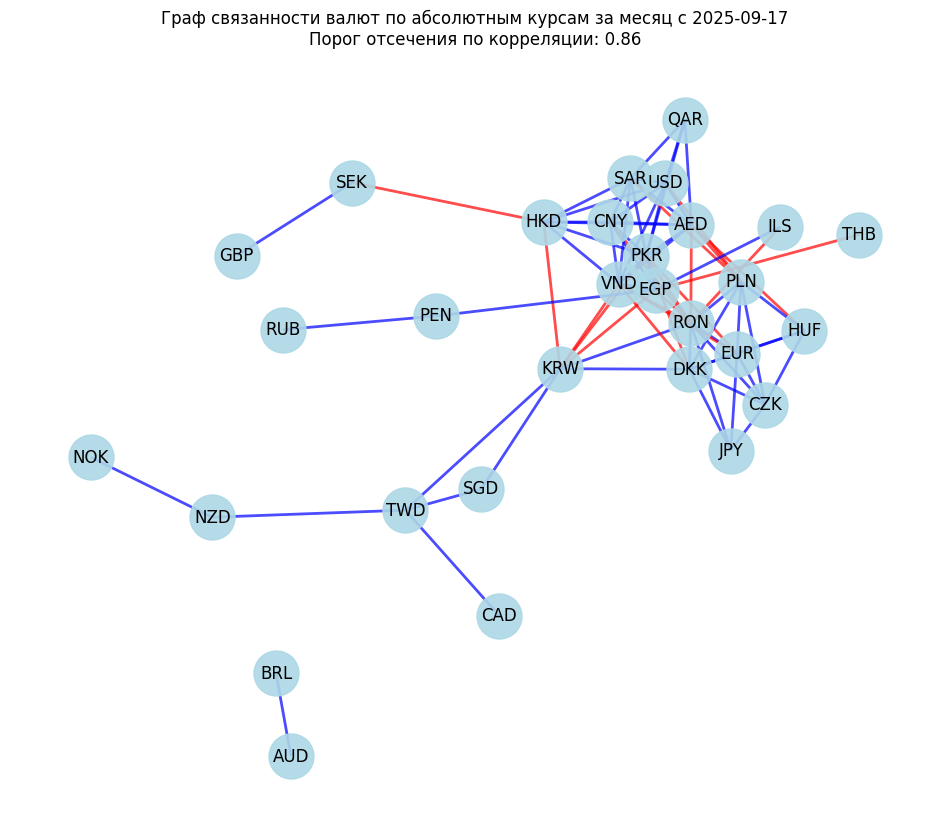 Граф связанности валют по абсолютным курсам за месяц с 2025-09-17
Порог отсечения по корреляции: 0.86
QAR
SAR
USD
SEK
HKD
CNY
AED
ILS
THB
GBP
PKR
VND
EGP
PLN
PEN
RUB
RON
HUF
EUR
KRW
DKK
CZK
JPY
NOK
SGD
NZD
TWD
CAD
BRL
AUD